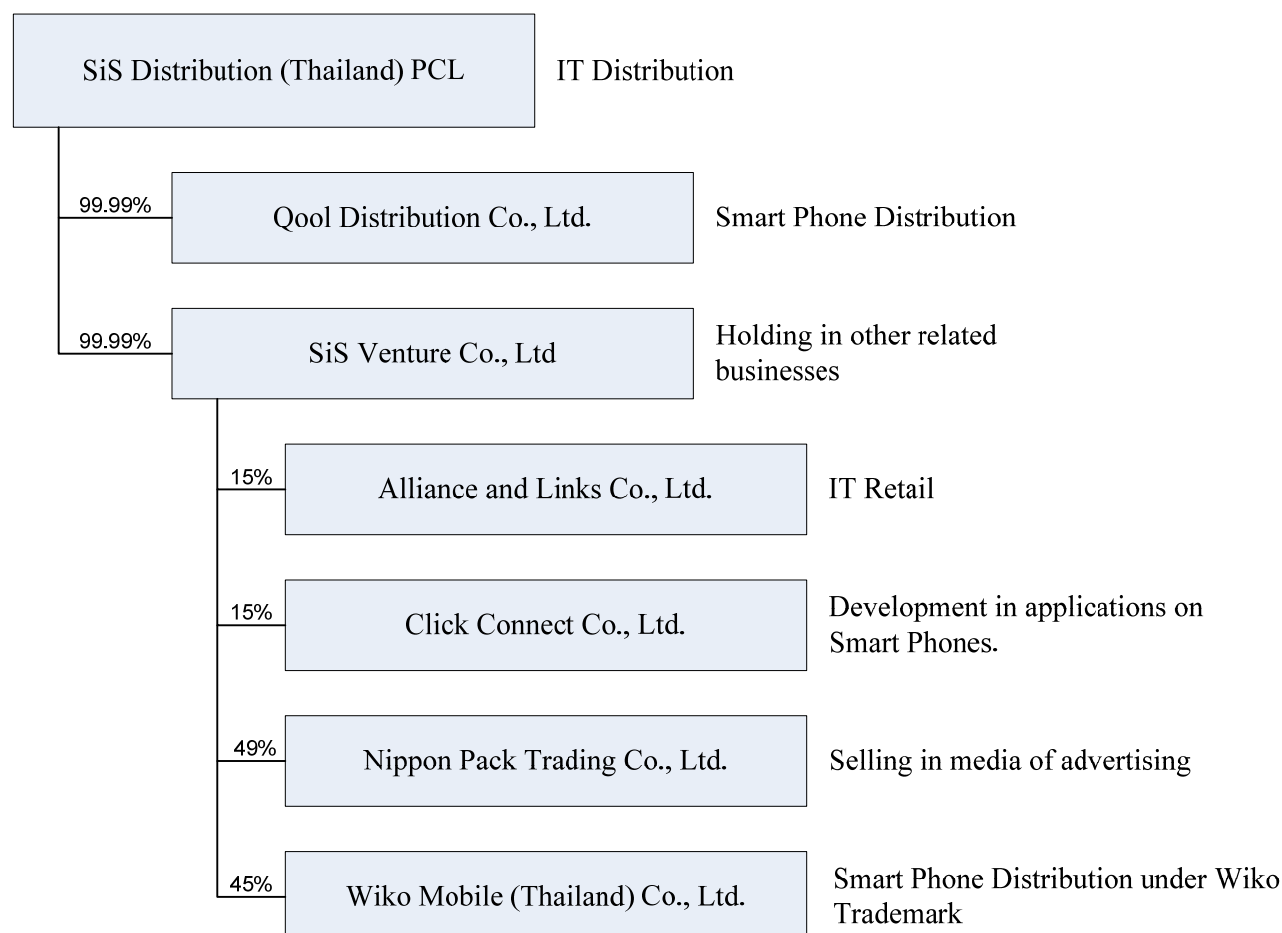 SiS Distribution (Thailand) PCL
IT Distribution
99.99%
Qool Distribution Co., Ltd.
Smart Phone Distribution
99.99%
SiS Venture Co., Ltd
Holding in other related
businesses
15%
Alliance and Links Co., Ltd.
IT Retail
15%
Click Connect Co., Ltd.
Development in applications on
Smart Phones.
49%
Nippon Pack Trading Co., Ltd.
Selling in media of advertising
45%
Wiko Mobile (Thailand) Co., Ltd.
Smart Phone Distribution under Wiko
Trademark